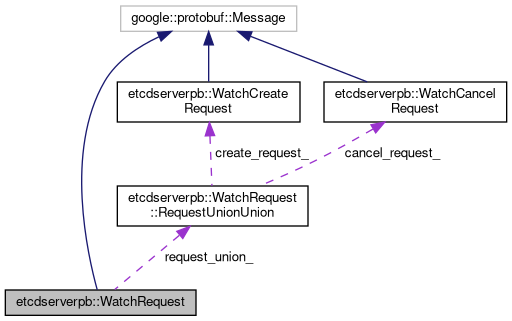 google::protobuf::Message
etcdserverpb::WatchCreate
Request
etcdserverpb::WatchCancel
Request
create_request_
cancel_request_
etcdserverpb::WatchRequest
::RequestUnionUnion
request_union_
etcdserverpb::WatchRequest